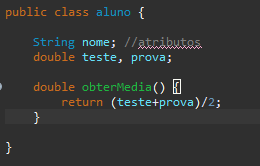 public class aluno {
String nome; //atributos
double teste, prova;
double obterMedia() {
return (teste+prova)/2;
}
}